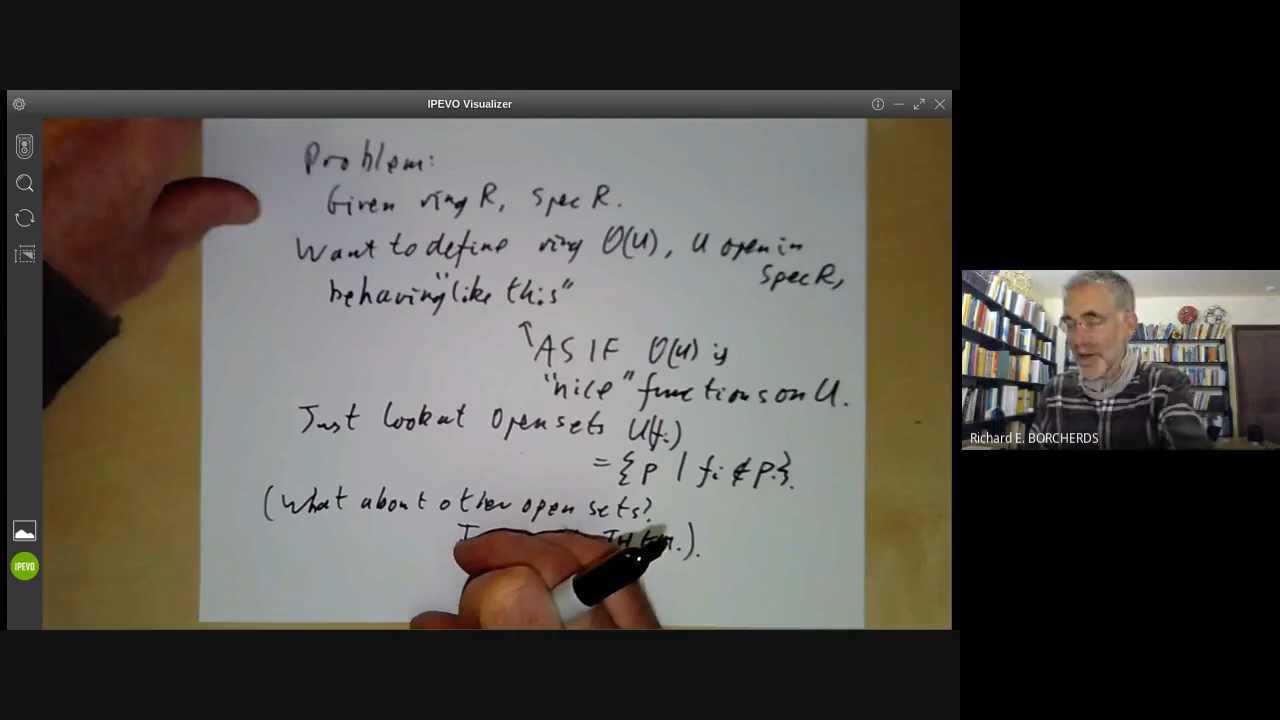 IPEVO Visualizer
Problem:
Given ring R, Spec R.
Want to define ring O(U), U open in
Spec R,
behaving "like this"
↑ AS IF O(U) is
"nice" functions on U.
Just look at open sets U(fi)
= {p | fi ∉ p}.
(What about other open sets?
I
IPEVO
Richard E. BORCHERDS